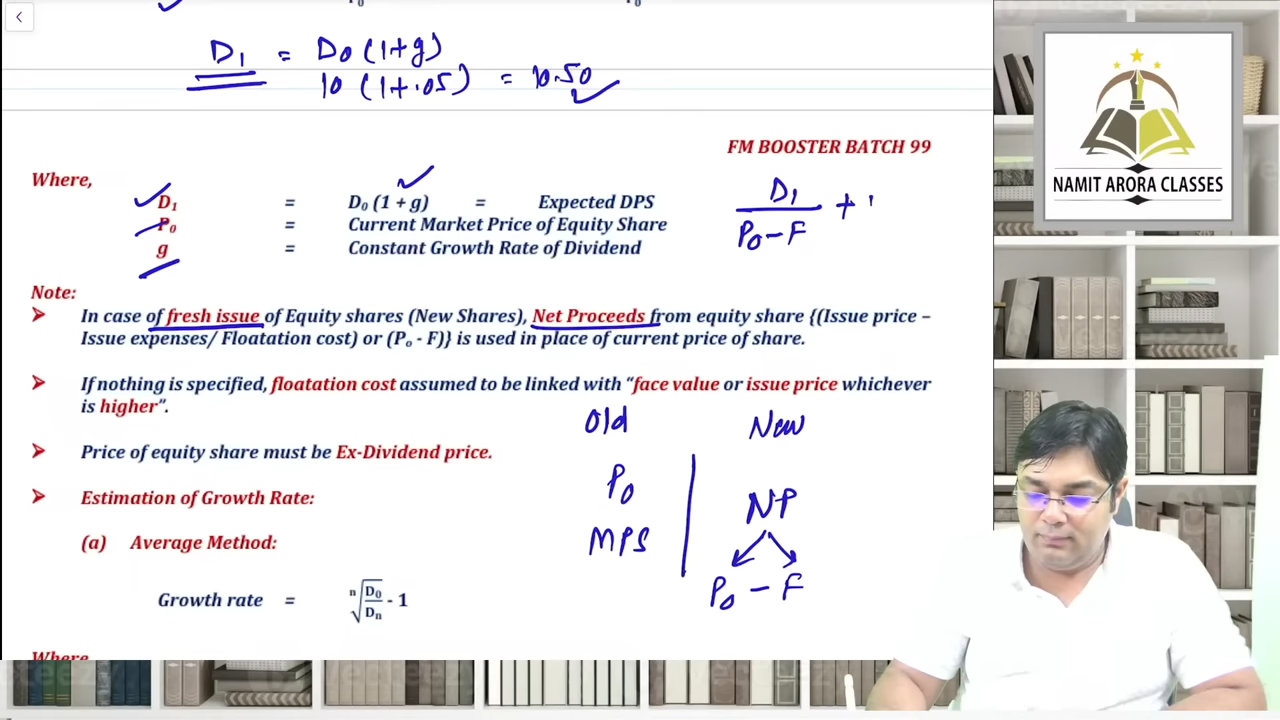 D1 = D0 (1+g)
10 (1+.05) = 10.50
NAMIT ARORA CLASSES
FM BOOSTER BATCH 99
Where,
D1 = D0 (1 + g) = Expected DPS
P0 = Current Market Price of Equity Share
g = Constant Growth Rate of Dividend
D1
P0-F
+
Note:
➤ In case of fresh issue of Equity shares (New Shares), Net Proceeds from equity share {(Issue price –
Issue expenses/ Floatation cost) or (P0 - F)} is used in place of current price of share.
➤ If nothing is specified, floatation cost assumed to be linked with “face value or issue price whichever
is higher”.
Old New
➤ Price of equity share must be Ex-Dividend price.
P0 NP
➤ Estimation of Growth Rate:
(a) Average Method:
MPS
P0 - F
Growth rate = n√D0/Dn - 1
Where